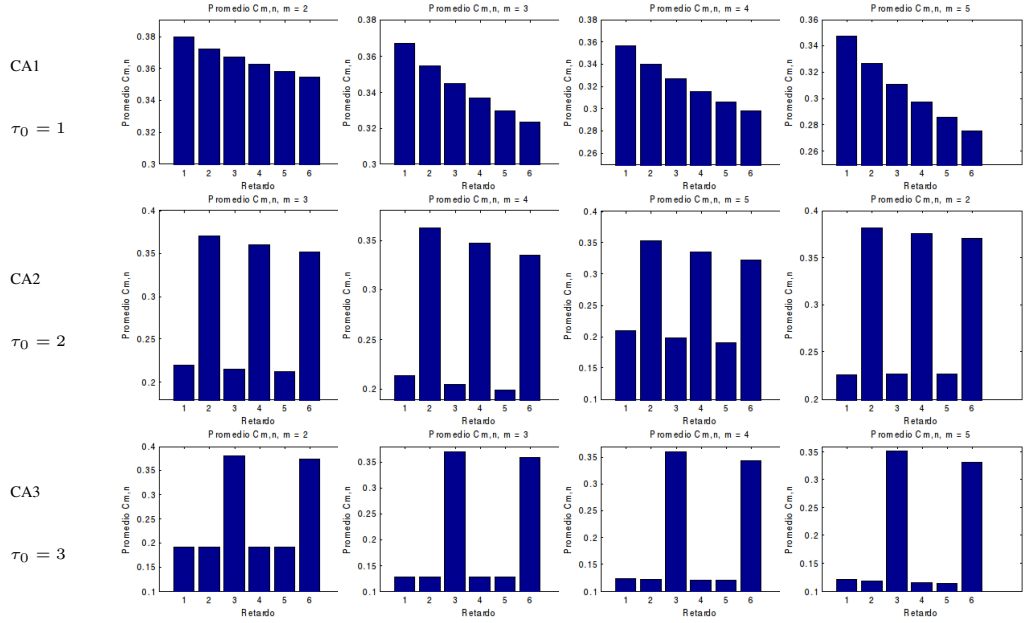 CA1
τ₀ = 1
Promedio Cm,n, m = 2
Promedio Cm,n
0.38
0.36
0.34
0.32
0.3
1 2 3 4 5 6
Retardo
Promedio Cm,n, m = 3
Promedio Cm,n
0.38
0.36
0.34
0.32
0.3
1 2 3 4 5 6
Retardo
Promedio Cm,n, m = 4
Promedio Cm,n
0.38
0.36
0.34
0.32
0.3
0.28
0.26
1 2 3 4 5 6
Retardo
Promedio Cm,n, m = 5
Promedio Cm,n
0.36
0.34
0.32
0.3
0.28
0.26
1 2 3 4 5 6
Retardo
CA2
τ₀ = 2
Promedio Cm,n, m = 3
Promedio Cm,n
0.4
0.35
0.3
0.25
0.2
1 2 3 4 5 6
Retardo
Promedio Cm,n, m = 4
Promedio Cm,n
0.35
0.3
0.25
0.2
1 2 3 4 5 6
Retardo
Promedio Cm,n, m = 5
Promedio Cm,n
0.4
0.35
0.3
0.25
0.2
0.15
0.1
1 2 3 4 5 6
Retardo
Promedio Cm,n, m = 2
Promedio Cm,n
0.4
0.35
0.3
0.25
0.2
1 2 3 4 5 6
Retardo
CA3
τ₀ = 3
Promedio Cm,n, m = 2
Promedio Cm,n
0.4
0.35
0.3
0.25
0.2
0.15
0.1
1 2 3 4 5 6
Retardo
Promedio Cm,n, m = 3
Promedio Cm,n
0.35
0.3
0.25
0.2
0.15
0.1
1 2 3 4 5 6
Retardo
Promedio Cm,n, m = 4
Promedio Cm,n
0.35
0.3
0.25
0.2
0.15
0.1
1 2 3 4 5 6
Retardo
Promedio Cm,n, m = 5
Promedio Cm,n
0.35
0.3
0.25
0.2
0.15
0.1
1 2 3 4 5 6
Retardo